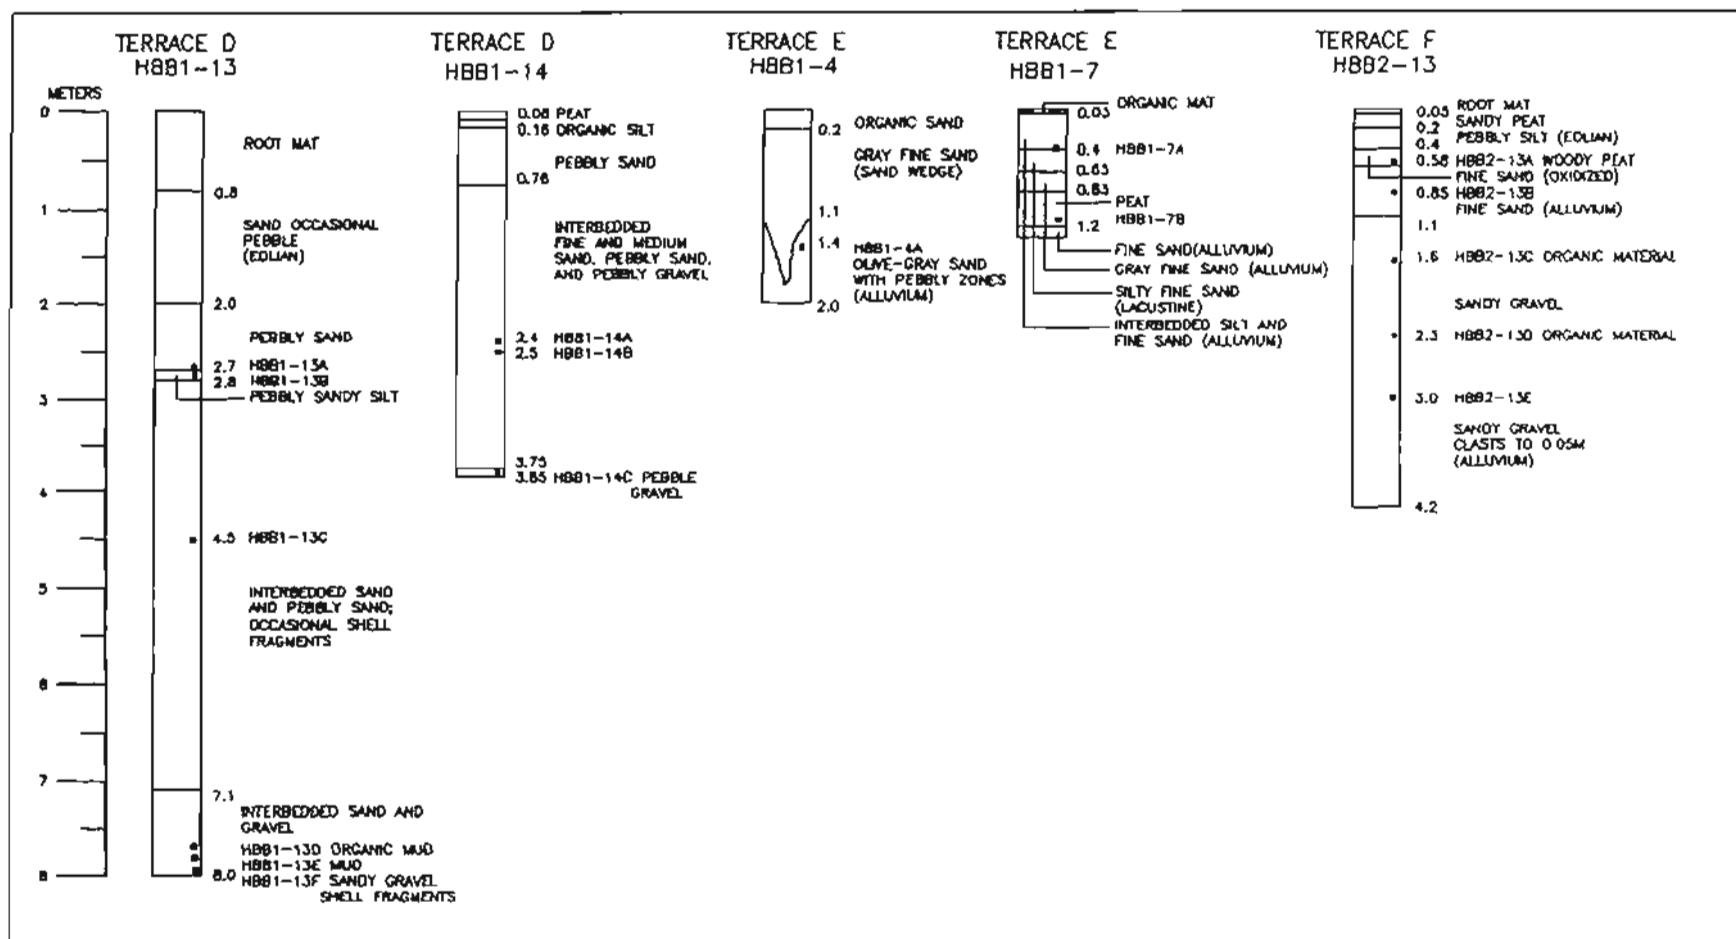 TERRACE D
HBB1-13
TERRACE D
HBB1-14
TERRACE E
HBB1-4
TERRACE E
HBB1-7
TERRACE F
HBB2-13
METERS
0
1
2
3
4
5
6
7
8
ROOT MAT
0.8
SAND OCCASIONAL
PEBBLE
(EOLIAN)
2.0
PEBBLY SAND
2.7 HBB1-13A
2.8 HBB1-13B
PEBBLY SANDY SILT
4.5 HBB1-13C
INTERBEDDED SAND
AND PEBBLY SAND;
OCCASIONAL SHELL
FRAGMENTS
7.1
INTERBEDDED SAND AND
GRAVEL
HBB1-13D ORGANIC MUD
HBB1-13E MUD
8.0 HBB1-13F SANDY GRAVEL
SHELL FRAGMENTS
0.08 PEAT
0.16 ORGANIC SILT
PEBBLY SAND
0.76
INTERBEDDED
FINE AND MEDIUM
SAND, PEBBLY SAND,
AND PEBBLY GRAVEL
2.4 HBB1-14A
2.5 HBB1-14B
3.75
3.85 HBB1-14C PEBBLE
GRAVEL
ORGANIC SAND
0.2
GRAY FINE SAND
(SAND WEDGE)
1.1
1.4 HBB1-4A
OLIVE-GRAY SAND
WITH PEBBLY ZONES
(ALLUVIUM)
2.0
ORGANIC MAT
0.03
0.4 HBB1-7A
0.63
0.83
PEAT
HBB1-7B
1.2
FINE SAND(ALLUVIUM)
GRAY FINE SAND (ALLUVIUM)
SILTY FINE SAND
(LACUSTINE)
INTERBEDDED SILT AND
FINE SAND (ALLUVIUM)
ROOT MAT
0.05
SANDY PEAT
0.2
PEBBLY SILT (EOLIAN)
0.4
0.58 HBB2-13A WOODY PEAT
FINE SAND (OXIDIZED)
0.85 HBB2-13B
FINE SAND (ALLUVIUM)
1.1
1.6 HBB2-13C ORGANIC MATERIAL
SANDY GRAVEL
2.3 HBB2-13D ORGANIC MATERIAL
3.0 HBB2-13E
SANDY GRAVEL
CLASTS TO 0.05M
(ALLUVIUM)
4.2